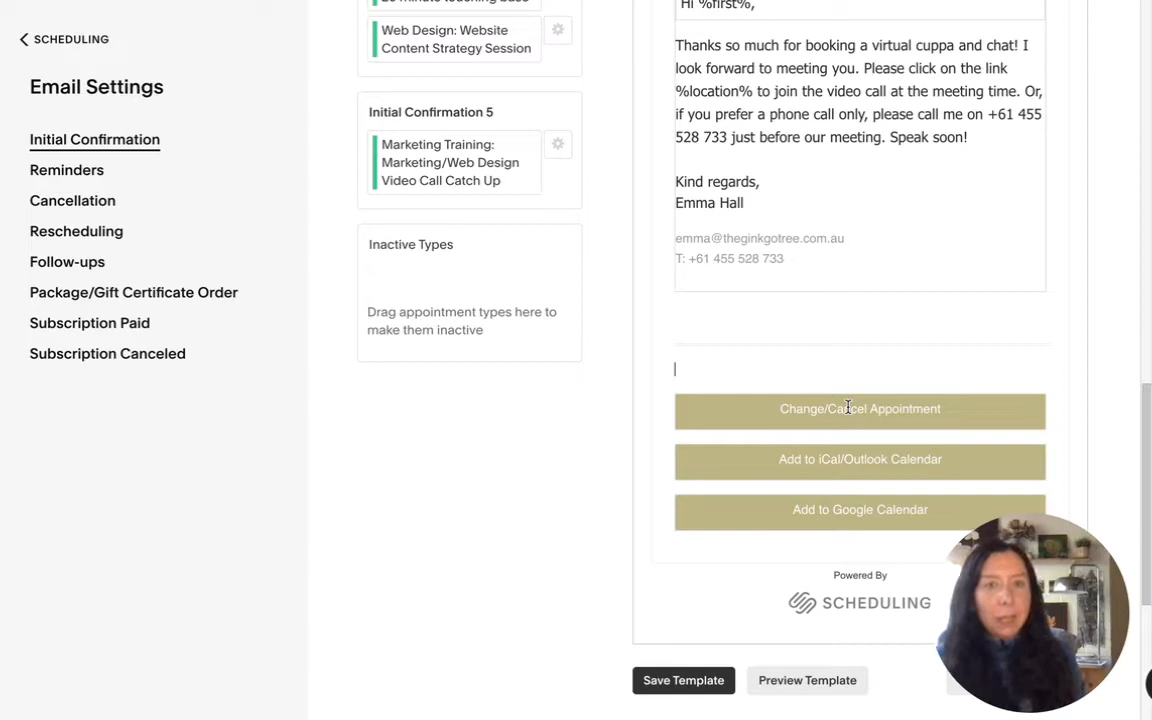 SCHEDULING
Email Settings
Initial Confirmation
Reminders
Cancellation
Rescheduling
Follow-ups
Package/Gift Certificate Order
Subscription Paid
Subscription Canceled
Web Design: Website
Content Strategy Session
Initial Confirmation 5
Marketing Training:
Marketing/Web Design
Video Call Catch Up
Inactive Types
Drag appointment types here to
make them inactive
Hi %first%,
Thanks so much for booking a virtual cuppa and chat! I
look forward to meeting you. Please click on the link
%location% to join the video call at the meeting time. Or,
if you prefer a phone call only, please call me on +61 455
528 733 just before our meeting. Speak soon!
Kind regards,
Emma Hall
emma@theginkgotree.com.au
T: +61 455 528 733
Change/Cancel Appointment
Add to iCal/Outlook Calendar
Add to Google Calendar
Powered By
SCHEDULING
Save Template
Preview Template